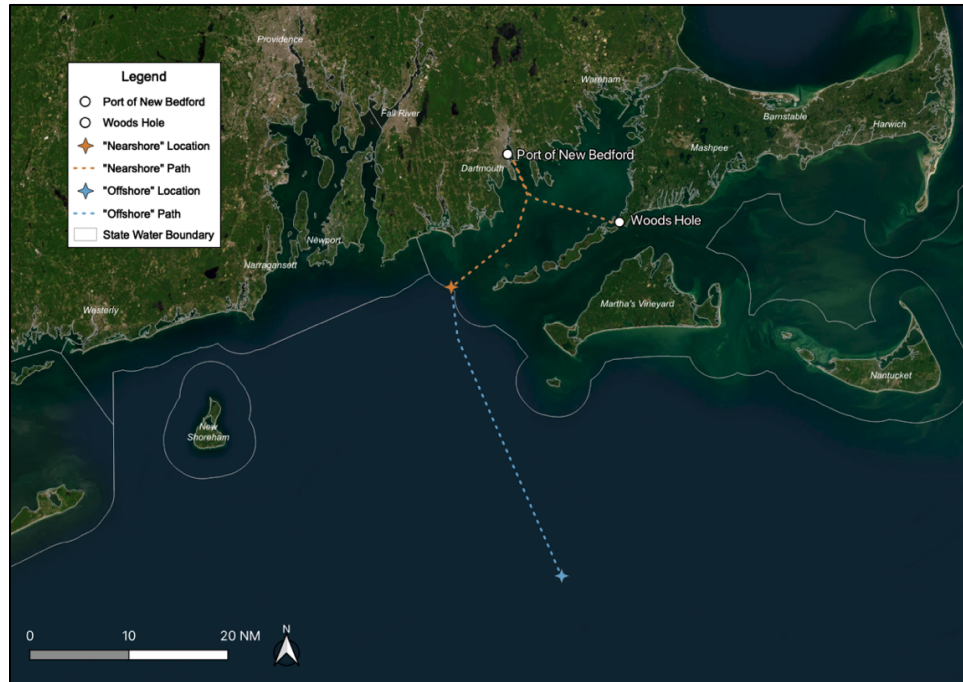 Providence
Wareham
Legend
Port of New Bedford
Woods Hole
"Nearshore" Location
"Nearshore" Path
"Offshore" Location
"Offshore" Path
State Water Boundary
Fall River
Barnstable
Harwich
Mashpee
Port of New Bedford
Dartmouth
Woods Hole
Newport
Narragansett
Martha's Vineyard
Westerly
Nantucket
New
Shoreham
0 10 20 NM
N